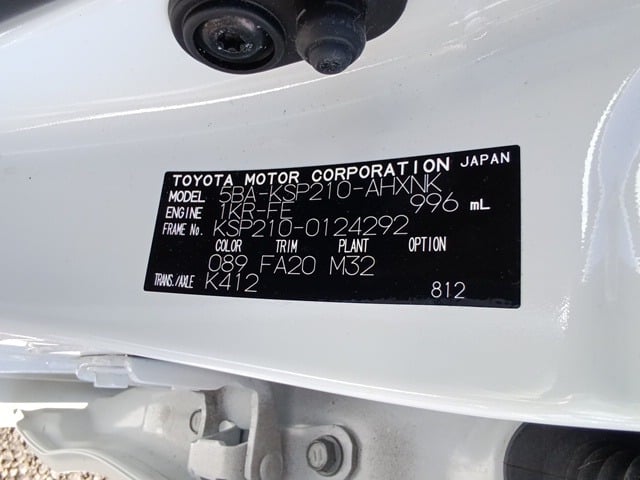 TOYOTA MOTOR CORPORATION JAPAN
MODEL 5BA-KSP210-AHXNK
ENGINE 1KR-FE 996 mL
FRAME No. KSP210-0124292
COLOR TRIM PLANT OPTION
089 FA20 M32
TRANS./AXLE K412 812